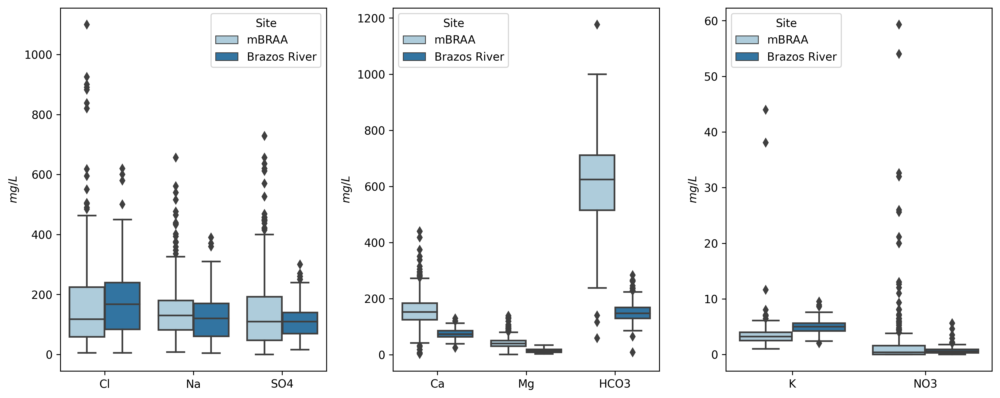 mg/L
1000
800
600
400
200
0
Site
mBRAA
Brazos River
Cl Na SO4
mg/L
1200
1000
800
600
400
200
0
Site
mBRAA
Brazos River
Ca Mg HCO3
mg/L
60
50
40
30
20
10
0
Site
mBRAA
Brazos River
K NO3